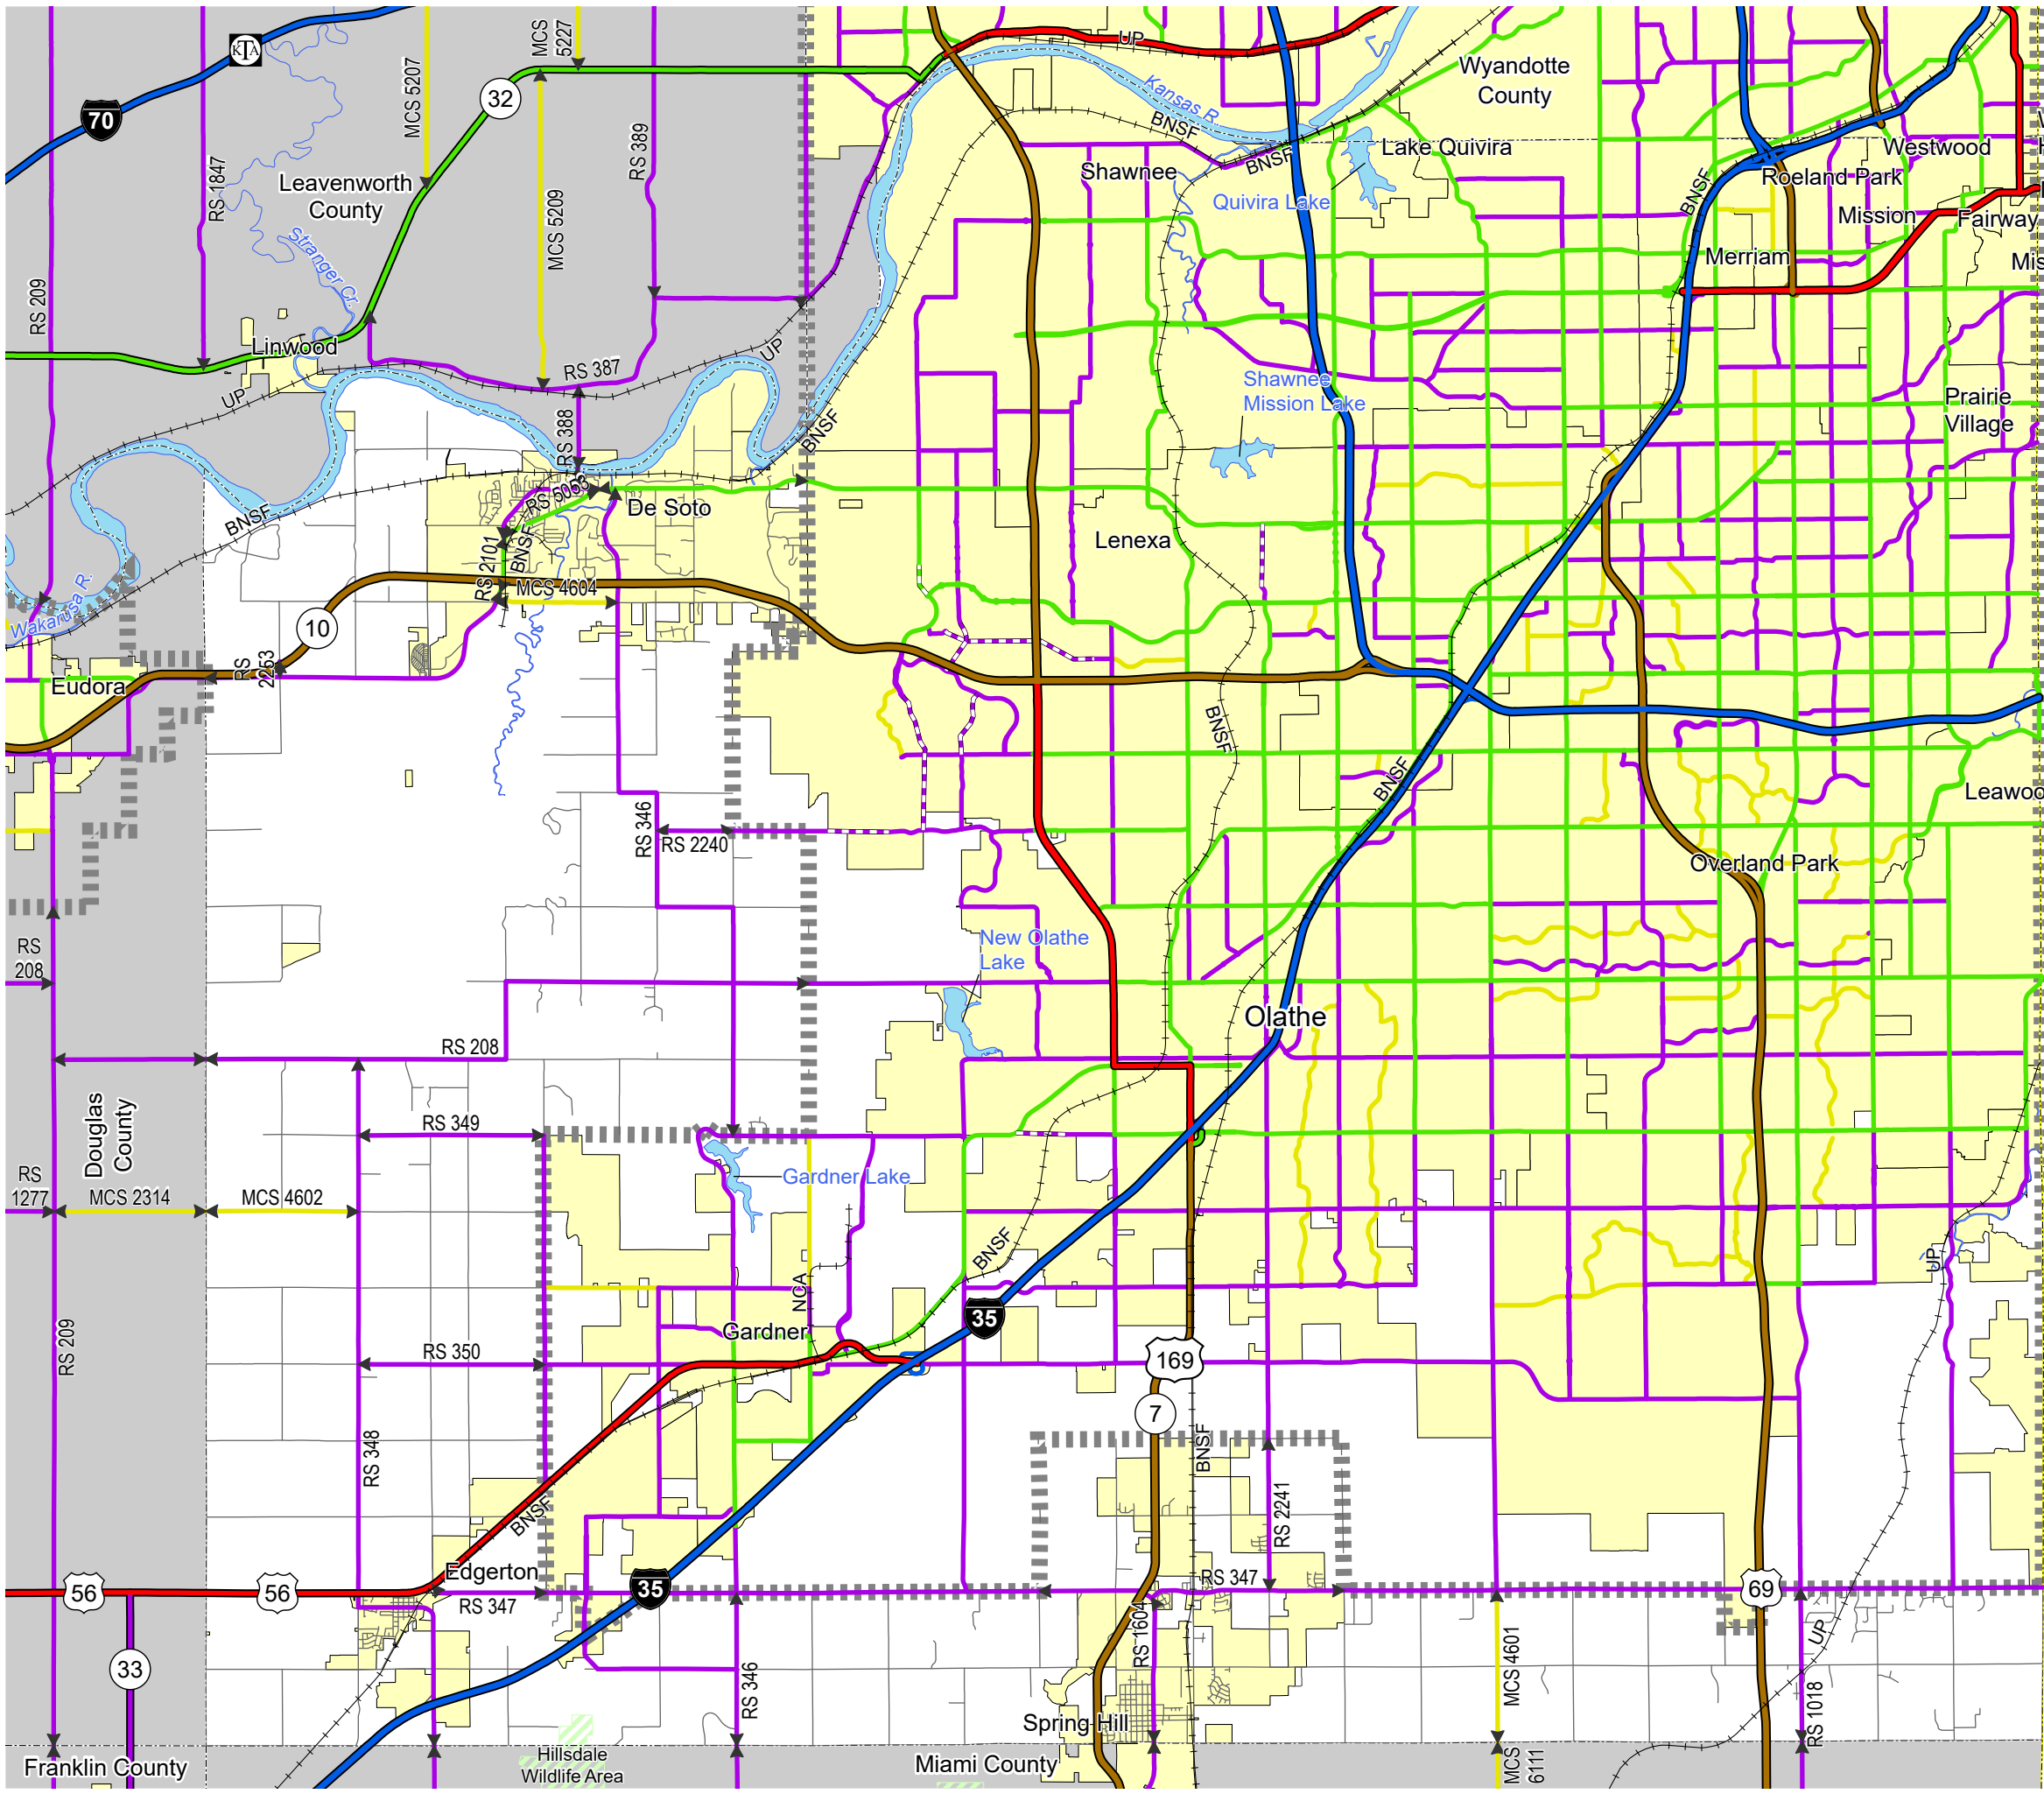 KTA
70
MCS 5207
MCS
5227
32
RS 389
UP
Kansas R
BNSF
BNSF
Wyandotte
County
Lake Quivira
Westwood
Roeland Park
Mission
Fairway
Merriam
Mis
BNSF
Shawnee
Quivira Lake
RS 1847
Leavenworth
County
MCS 5209
Stranger Cr.
RS 209
Linwood
UP
RS 387
UP
Shawnee
Mission Lake
Prairie
Village
RS 388
BNSF
RS 5058
De Soto
BNSF
Lenexa
RS 2101
BNSF
MCS 4604
Wakarusa R.
10
RS
2253
Eudora
BNSF
BNSF
Leawoo
RS 346
RS 2240
Overland Park
New Olathe
Lake
RS
208
Olathe
RS 208
Douglas
County
RS 349
RS
1277
MCS 2314
MCS 4602
Gardner Lake
BNSF
UP
NCA
35
Gardner
RS 209
RS 350
169
7
RS 348
BNSF
RS 2241
BNSF
Edgerton
56
56
35
RS 347
RS 347
69
33
RS 1604
MCS 4601
UP
RS 346
RS 1018
Spring Hill
Franklin County
Hillsdale
Wildlife Area
Miami County
MCS
6111